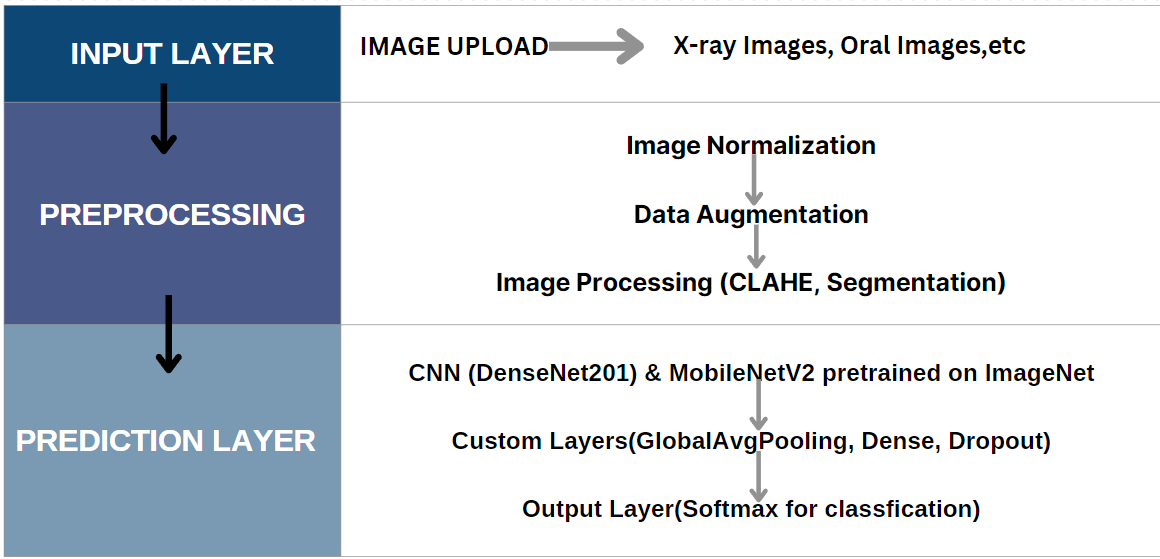 INPUT LAYER
IMAGE UPLOAD X-ray Images, Oral Images,etc
PREPROCESSING
Image Normalization
Data Augmentation
Image Processing (CLAHE, Segmentation)
PREDICTION LAYER
CNN (DenseNet201) & MobileNetV2 pretrained on ImageNet
Custom Layers(GlobalAvgPooling, Dense, Dropout)
Output Layer(Softmax for classfication)